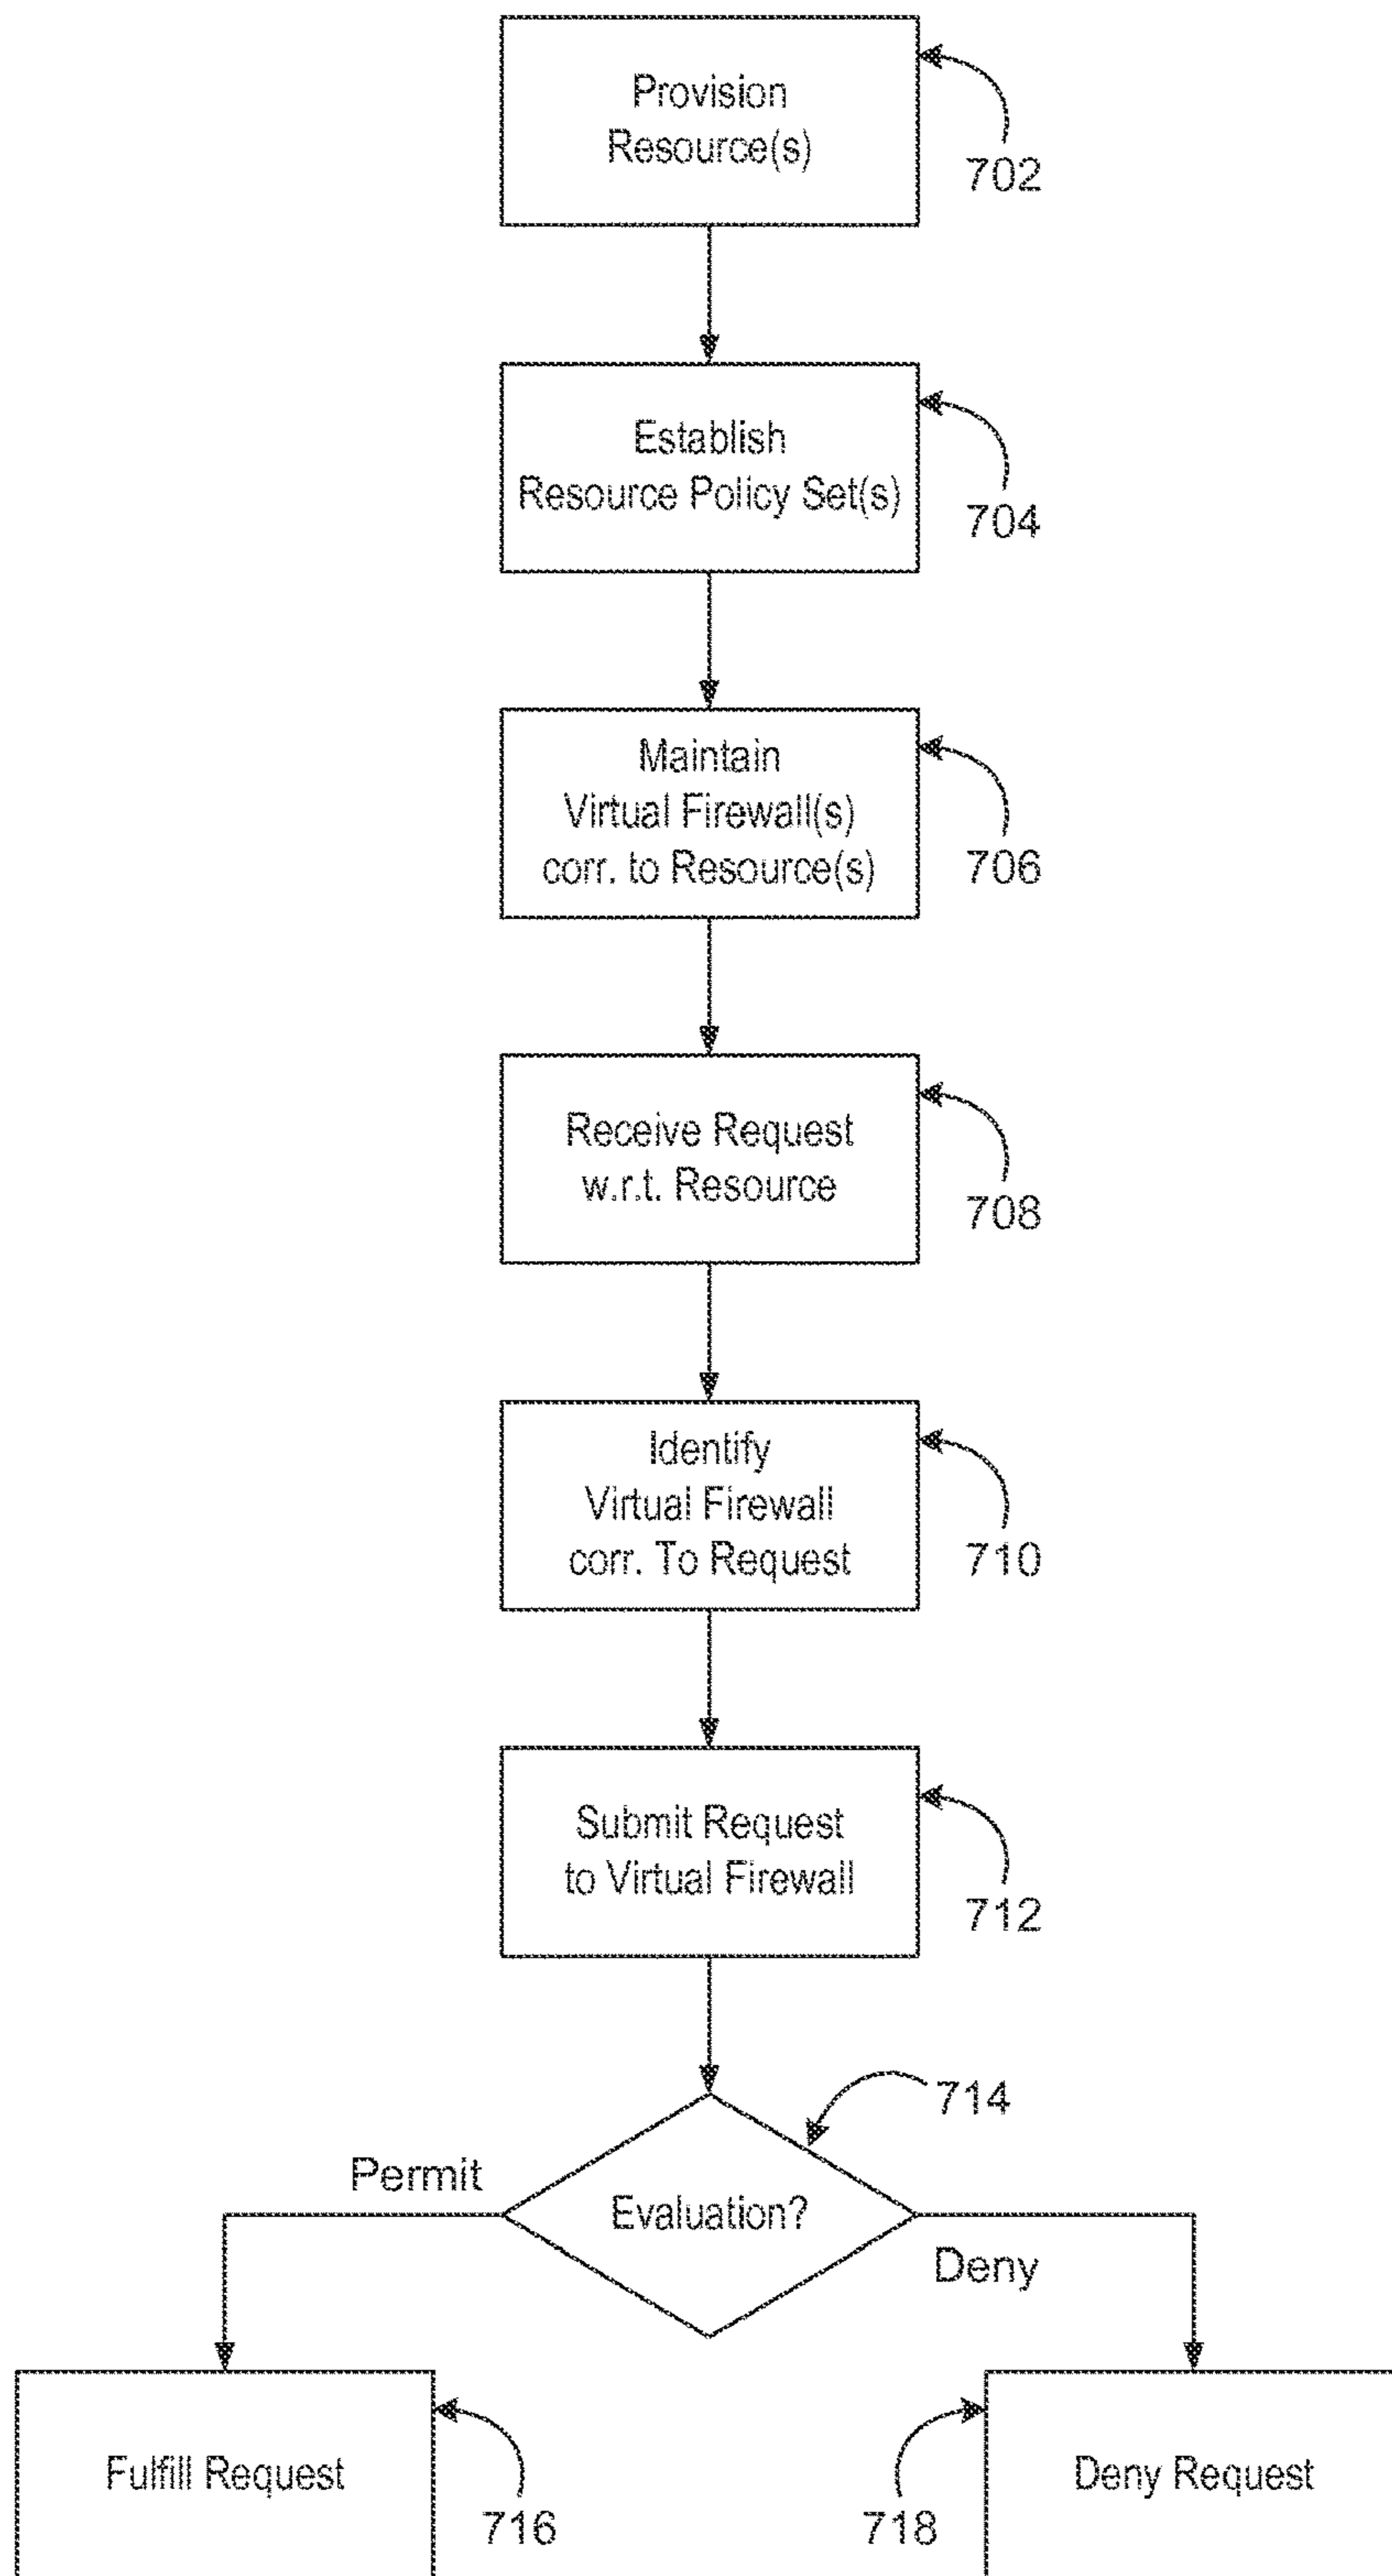 Provision
Resource(s)
702
Establish
Resource Policy Set(s)
704
Maintain
Virtual Firewall(s)
corr. to Resource(s)
706
Receive Request
w.r.t. Resource
708
Identify
Virtual Firewall
corr. To Request
710
Submit Request
to Virtual Firewall
712
714
Permit
Evaluation?
Deny
Fulfill Request
716
718
Deny Request